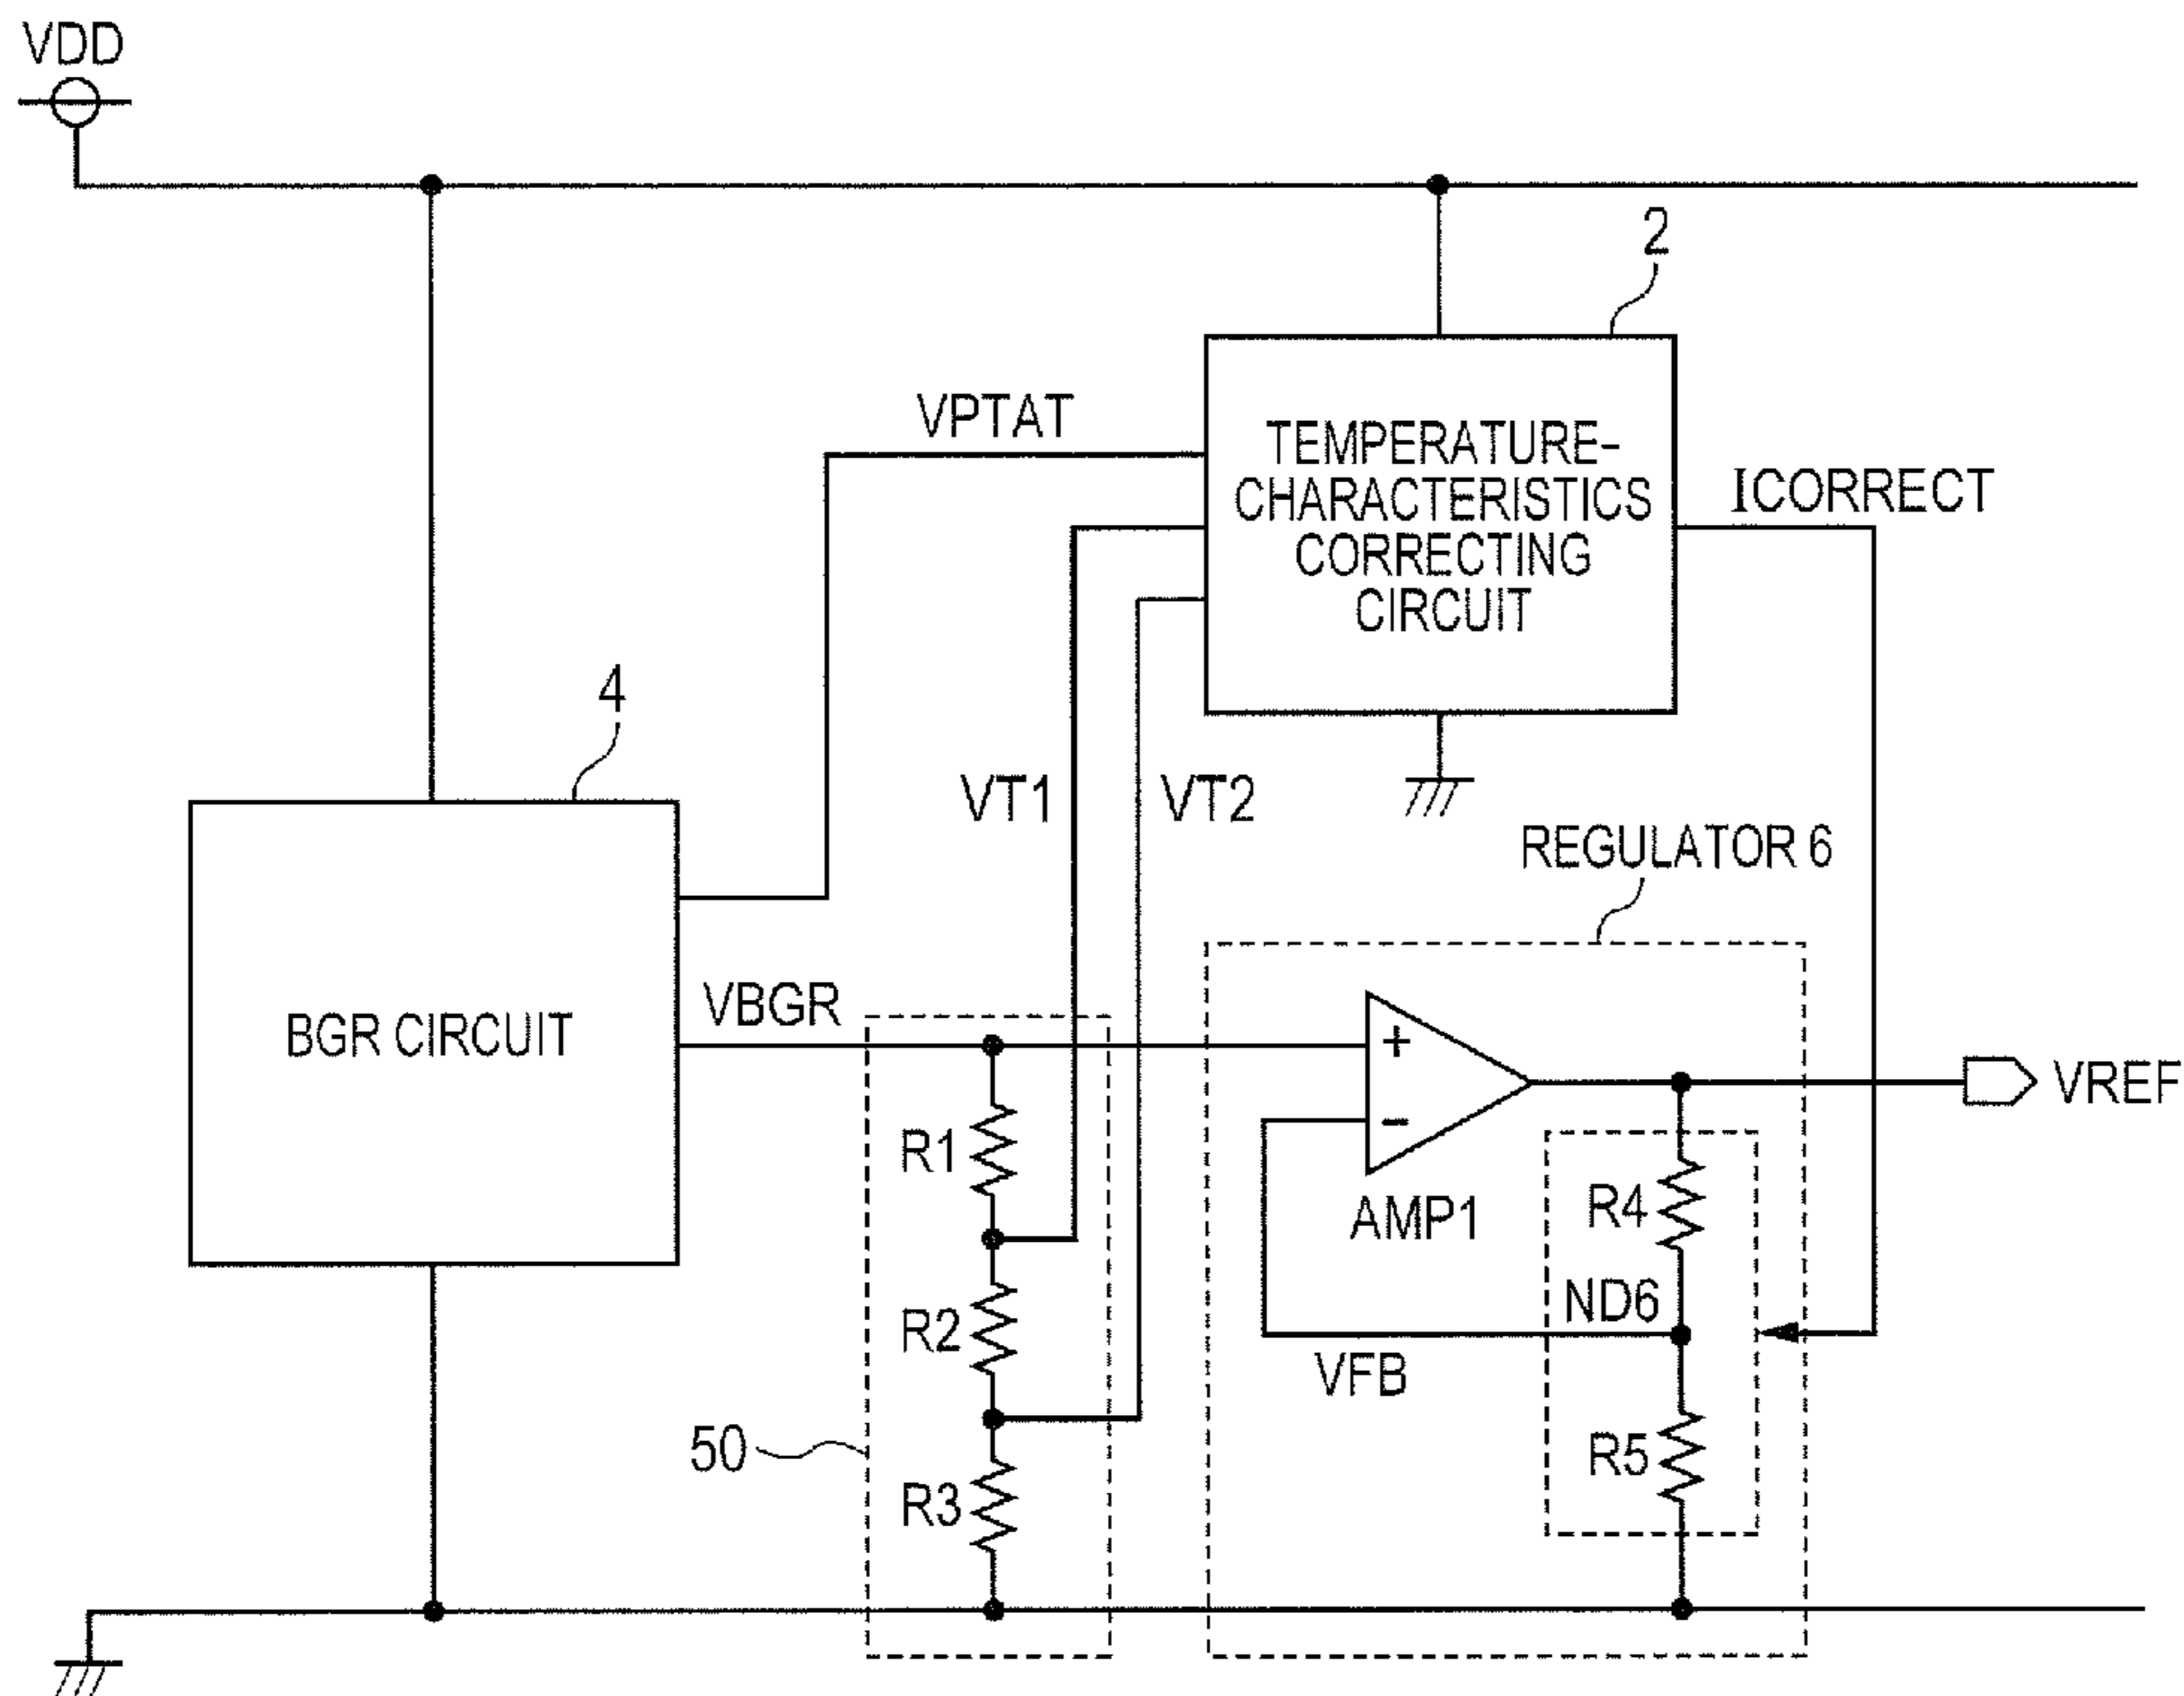 VDD
2
VPTAT
TEMPERATURE-
CHARACTERISTICS
CORRECTING
CIRCUIT
ICORRECT
4
VT1
VT2
REGULATOR 6
BGR CIRCUIT
VBGR
+
-
AMP1
VREF
R1
R4
R2
ND6
VFB
50
R5
R3